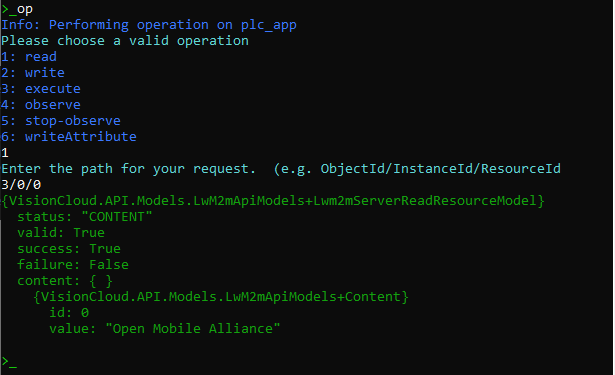 >_op
Info: Performing operation on plc_app
Please choose a valid operation
1: read
2: write
3: execute
4: observe
5: stop-observe
6: writeAttribute
1
Enter the path for your request.  (e.g. ObjectId/InstanceId/ResourceId
3/0/0
{VisionCloud.API.Models.LwM2mApiModels+Lwm2mServerReadResourceModel}
  status: "CONTENT"
  valid: True
  success: True
  failure: False
  content: { }
    {VisionCloud.API.Models.LwM2mApiModels+Content}
      id: 0
      value: "Open Mobile Alliance"
>_